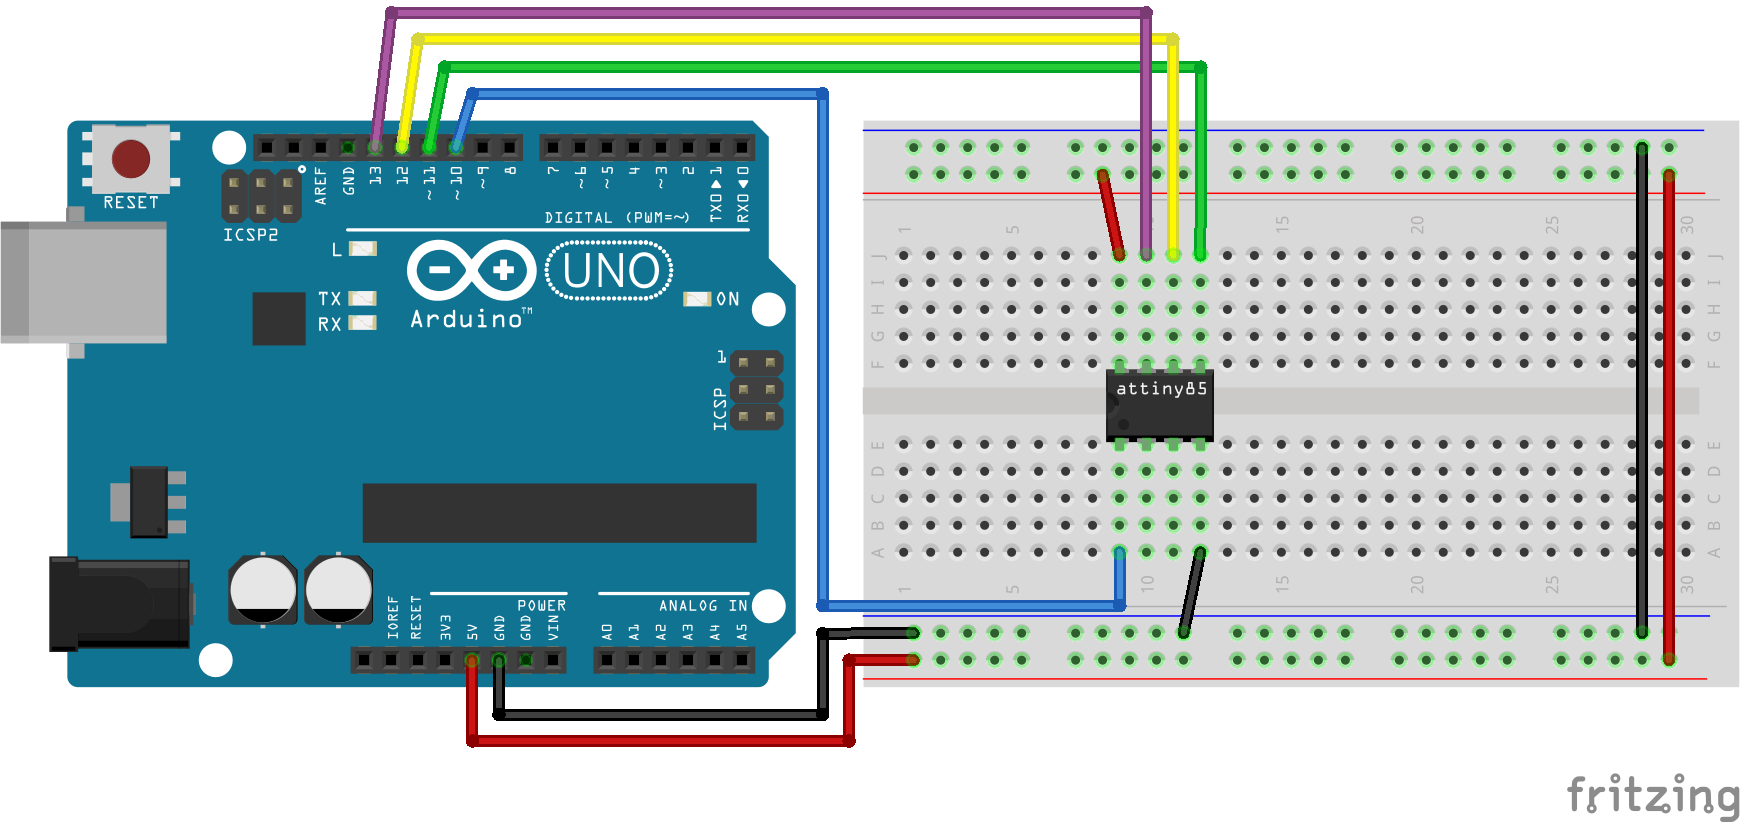 RESET
ICSP2
AREF
GND
13
12
~11
~10
~9
8
7
~6
~5
4
~3
2
TX0▶1
RX0◀0
DIGITAL (PWM=~)
L
TX
RX
UNO
Arduino™
ON
1
ICSP
IOREF
RESET
3V3
5V
GND
GND
VIN
POWER
A0
A1
A2
A3
A4
A5
ANALOG IN
1
5
10
15
20
25
30
J
I
H
G
F
J
I
H
G
F
attiny85
E
D
C
B
A
E
D
C
B
A
1
5
10
15
20
25
30
fritzing